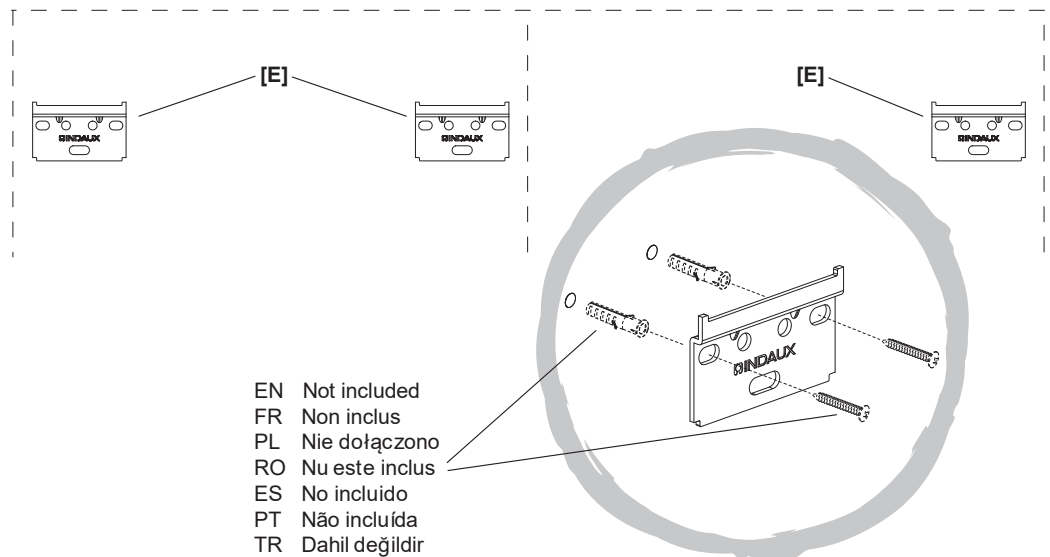 [E] [E]
INDAUX INDAUX INDAUX
INDAUX
EN Not included
FR Non inclus
PL Nie dołączono
RO Nu este inclus
ES No incluido
PT Não incluída
TR Dahil değildir